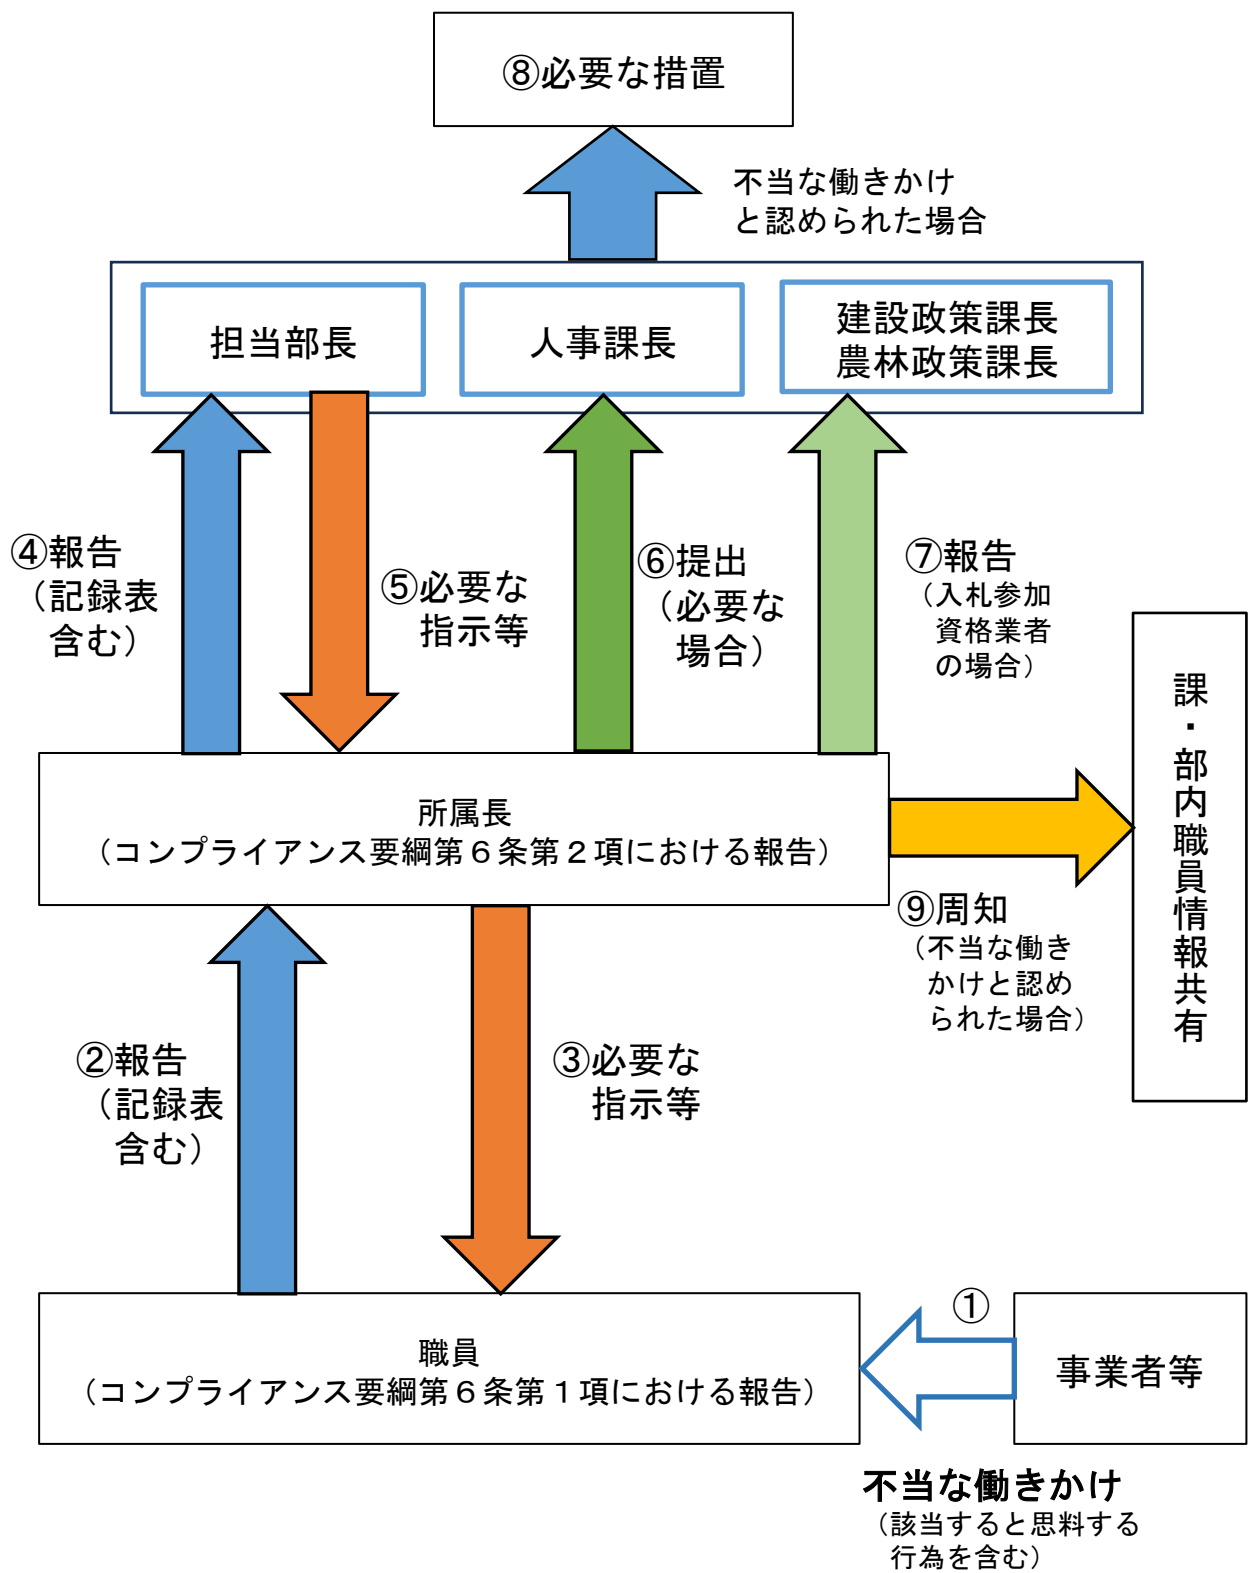 ⑧必要な措置
不当な働きかけ
と認められた場合
担当部長
人事課長
建設政策課長
農林政策課長
④報告
（記録表
含む）
⑤必要な
指示等
⑥提出
（必要な
場合）
⑦報告
（入札参加
資格業者
の場合）
所属長
（コンプライアンス要綱第６条第２項における報告）
課・部内職員情報共有
⑨周知
（不当な働き
かけと認め
られた場合）
②報告
（記録表
含む）
③必要な
指示等
①
職員
（コンプライアンス要綱第６条第１項における報告）
事業者等
不当な働きかけ
（該当すると思料する
行為を含む）